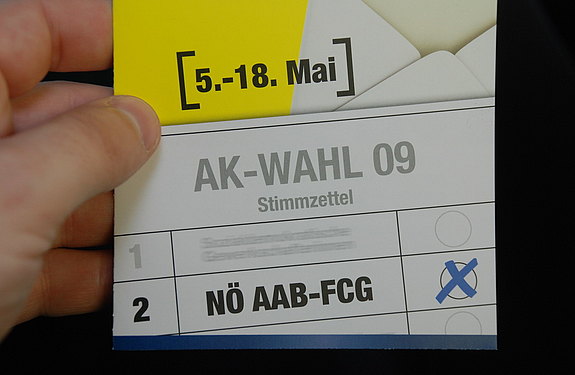 [5.-18. Mai]
AK-WAHL 09
Stimmzettel
1
2 NÖ AAB-FCG